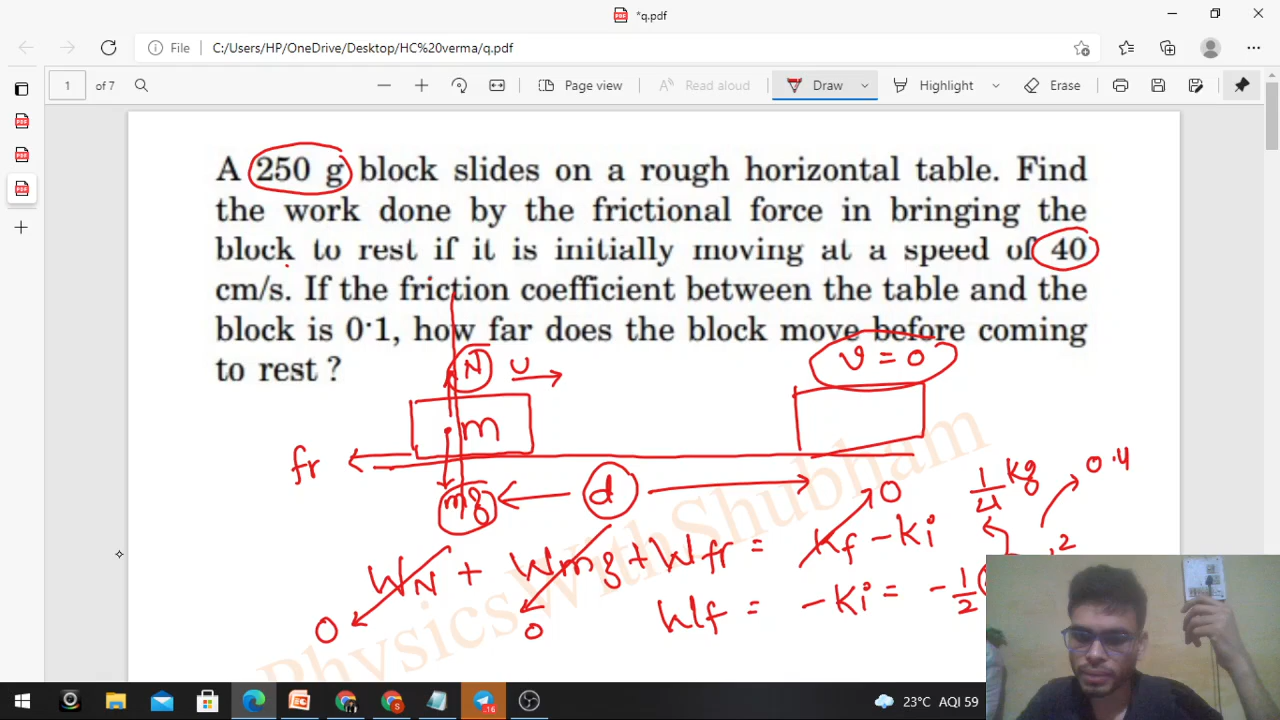 *q.pdf
File C:/Users/HP/OneDrive/Desktop/HC%20verma/q.pdf
1 of 7 Page view Read aloud Draw Highlight Erase
A 250 g block slides on a rough horizontal table. Find
the work done by the frictional force in bringing the
block to rest if it is initially moving at a speed of 40
cm/s. If the friction coefficient between the table and the
block is 0·1, how far does the block move before coming
to rest ?
N U v = 0
m
fr
mg d 0 1/4 kg 0.4
WN + Wmg + Wfr = Kf - Ki 2
0 0 Wf = - Ki = - 1/2
PhysicsWithShubham
16 23°C AQI 59